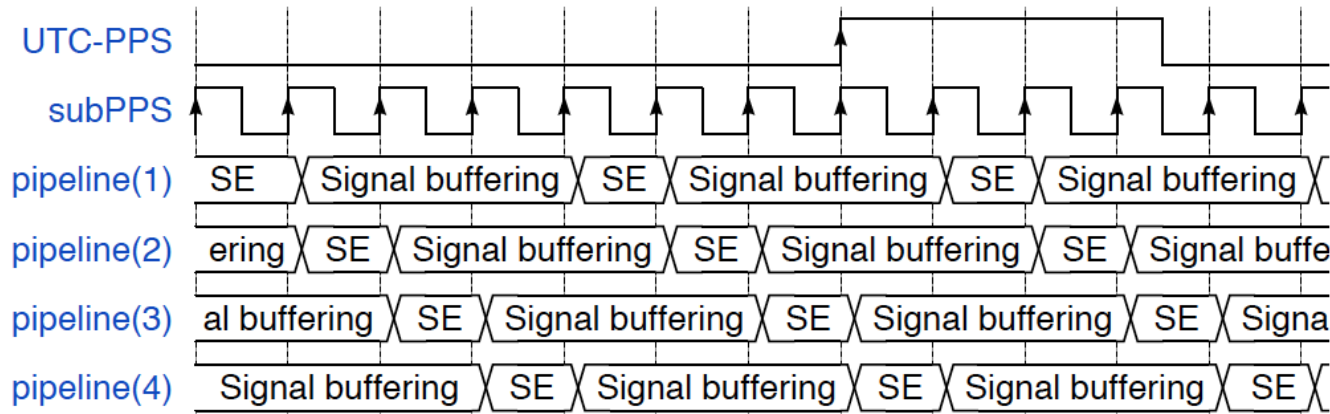 UTC-PPS
subPPS
pipeline(1) SE Signal buffering SE Signal buffering SE Signal buffering
pipeline(2) ering SE Signal buffering SE Signal buffering SE Signal buffe
pipeline(3) al buffering SE Signal buffering SE Signal buffering SE Signa
pipeline(4) Signal buffering SE Signal buffering SE Signal buffering SE